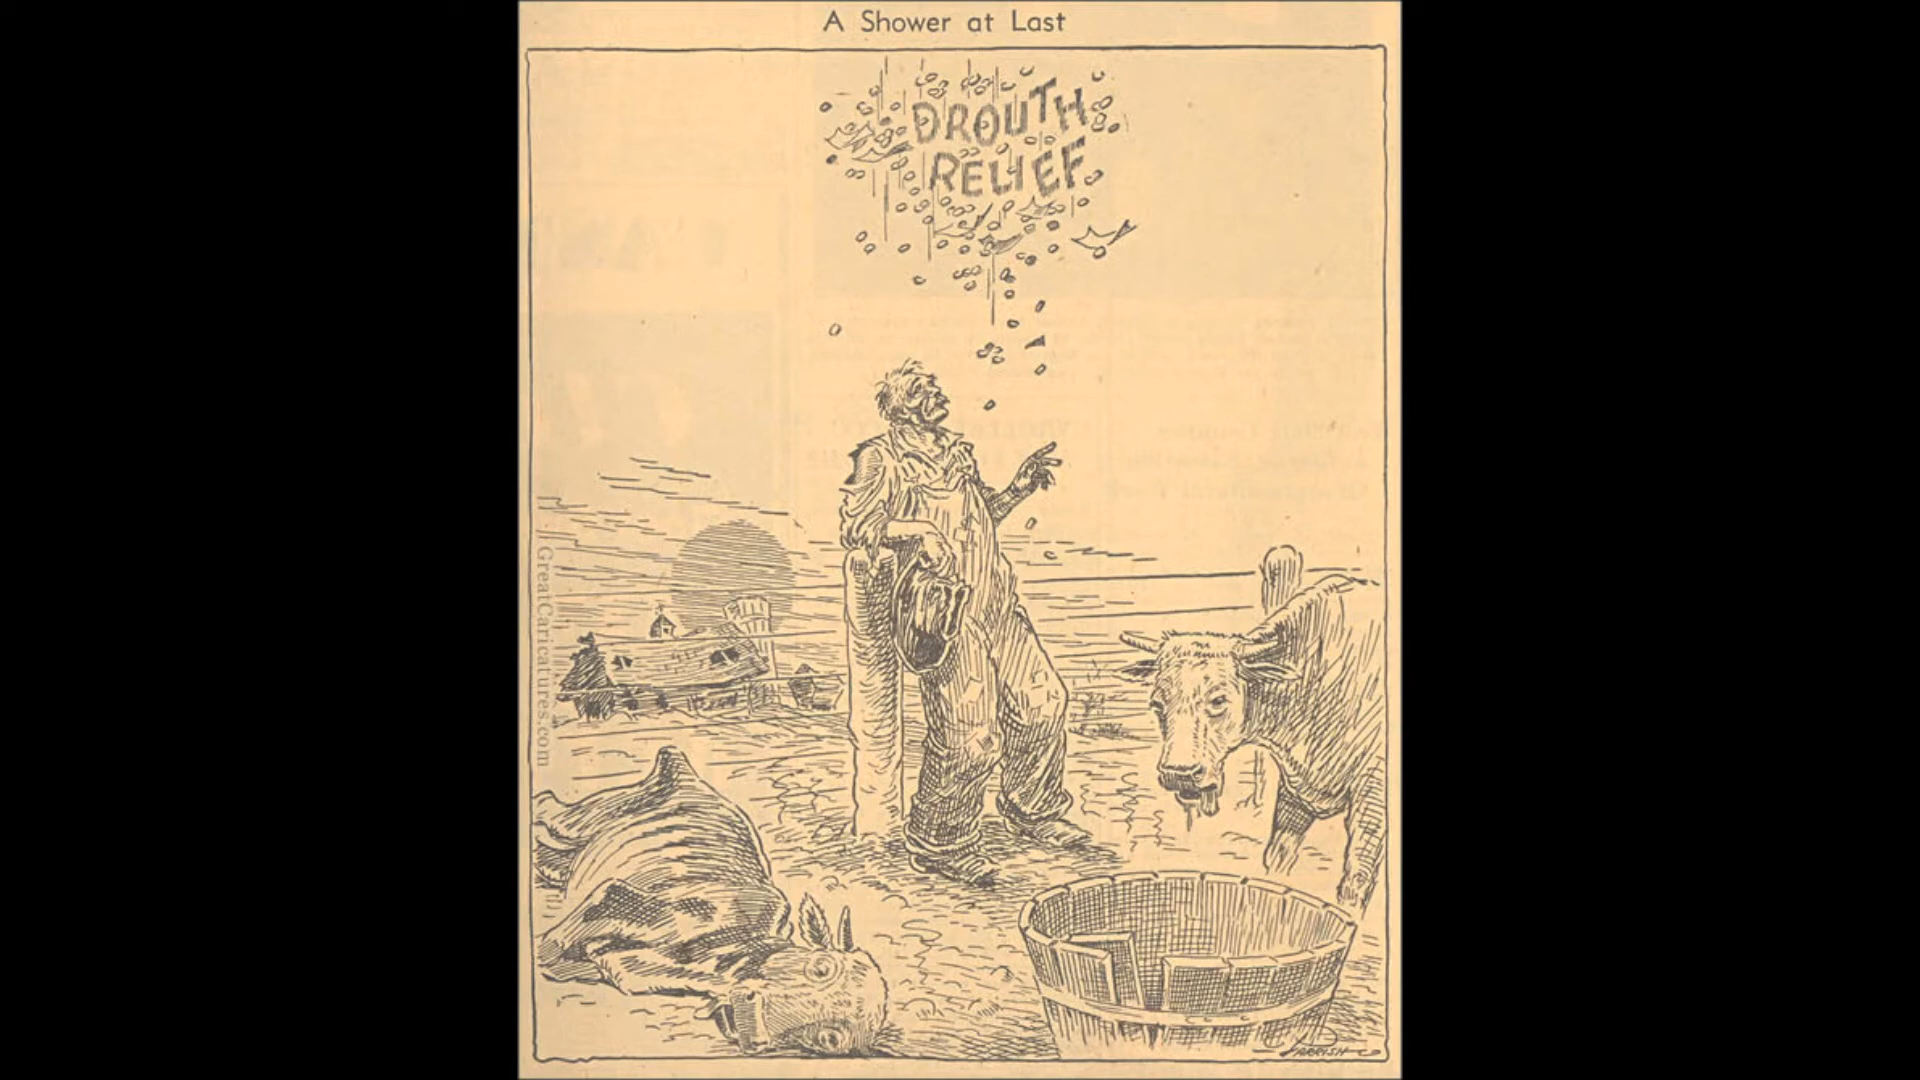 A Shower at Last
DROUTH
RELIEF
GreatCaricatures.com
PARRISH